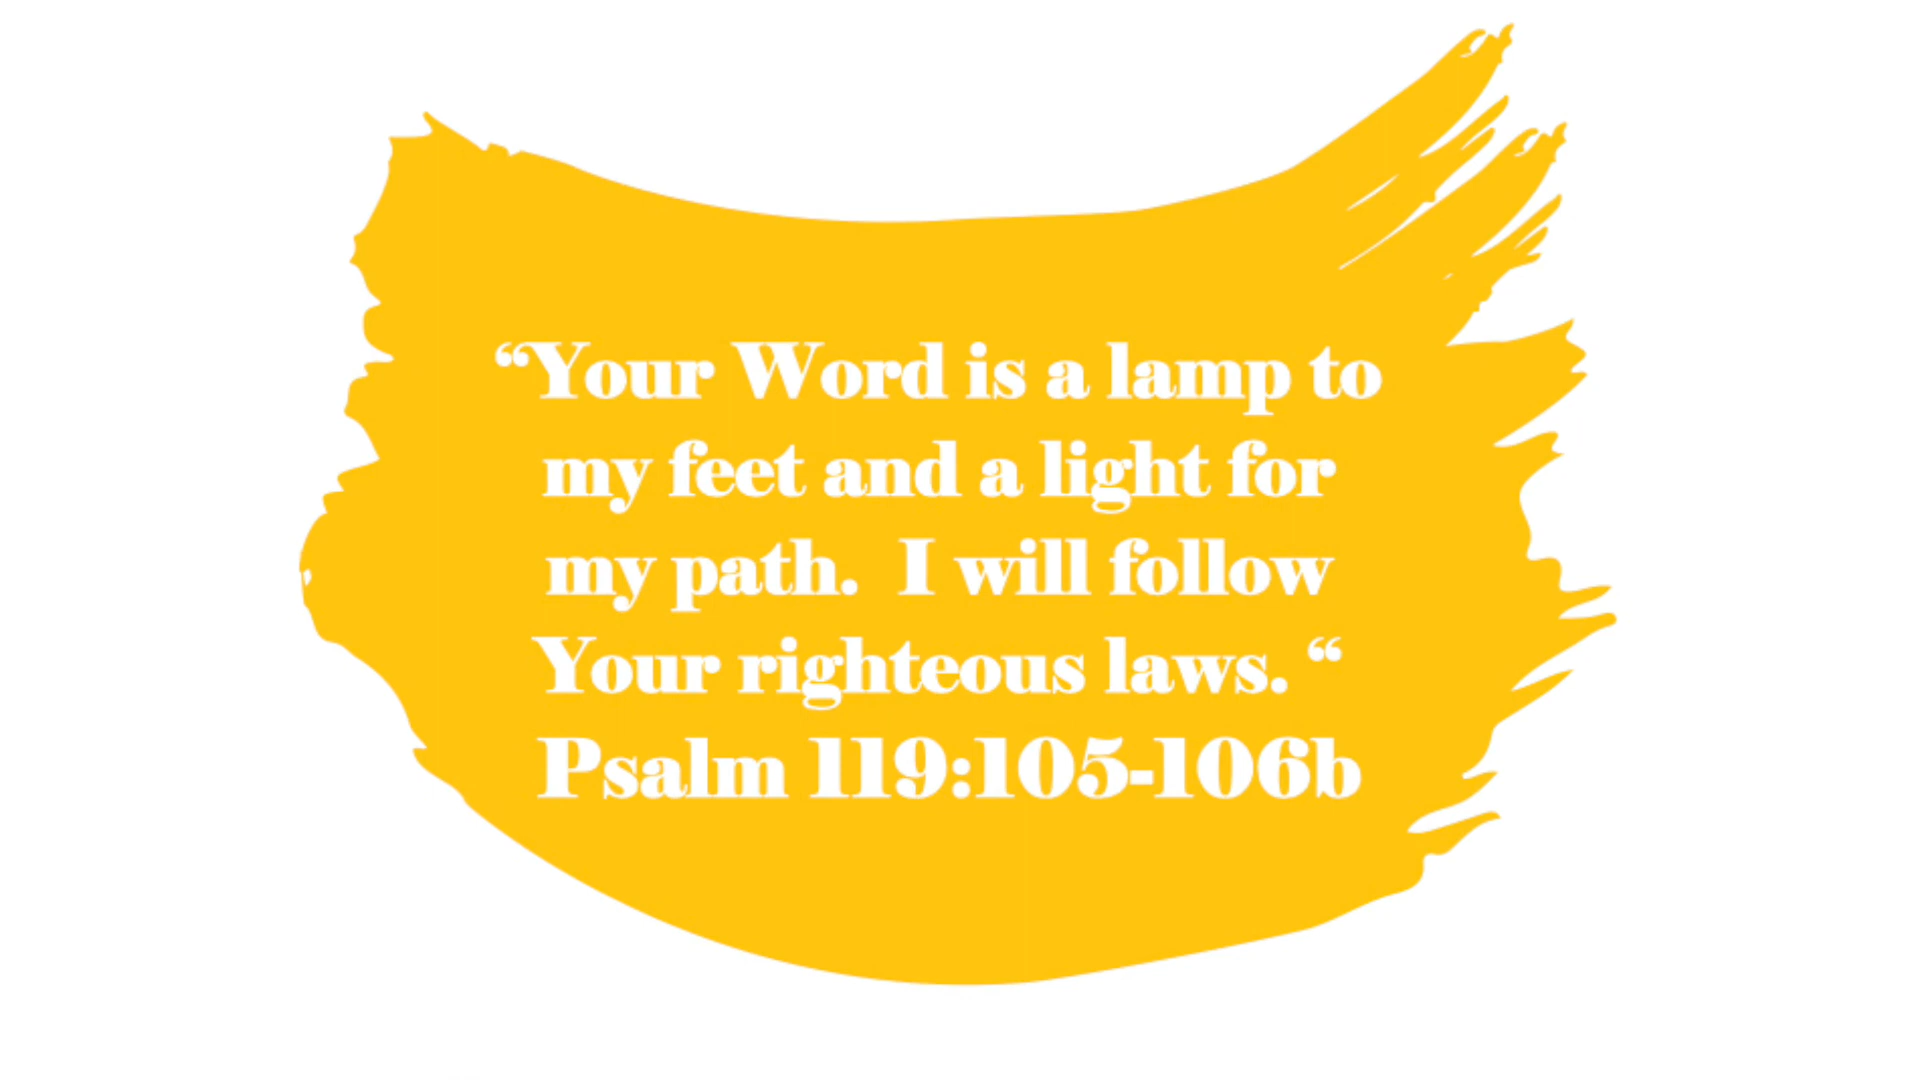 “Your Word is a lamp to
my feet and a light for
my path.  I will follow
Your righteous laws. “
Psalm 119:105-106b